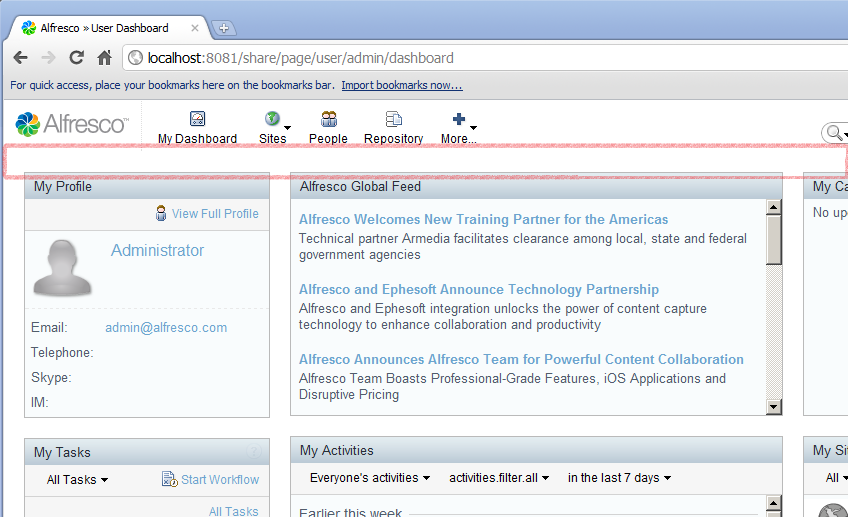 Alfresco » User Dashboard
localhost:8081/share/page/user/admin/dashboard
For quick access, place your bookmarks here on the bookmarks bar. Import bookmarks now...
Alfresco™
My Dashboard Sites People Repository More...
My Profile
View Full Profile
Administrator
Email: admin@alfresco.com
Telephone:
Skype:
IM:
Alfresco Global Feed
Alfresco Welcomes New Training Partner for the Americas
Technical partner Armedia facilitates clearance among local, state and federal
government agencies
Alfresco and Ephesoft Announce Technology Partnership
Alfresco and Ephesoft integration unlocks the power of content capture
technology to enhance collaboration and productivity
Alfresco Announces Alfresco Team for Powerful Content Collaboration
Alfresco Team Boasts Professional-Grade Features, iOS Applications and
Disruptive Pricing
My Ca
No up
My Tasks
All Tasks Start Workflow
All Tasks
My Activities
Everyone's activities activities.filter.all in the last 7 days
Earlier this week
My Si
All